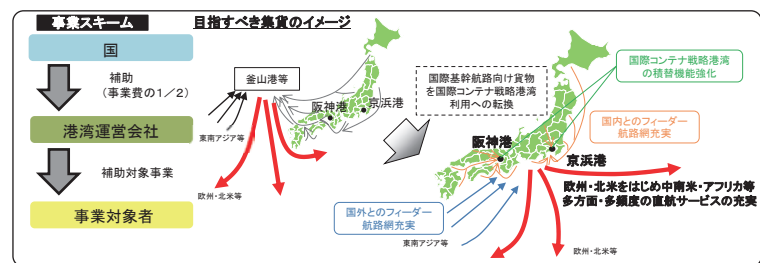 事業スキーム
目指すべき集貨のイメージ
国
補助
(事業費の1/2)
港湾運営会社
補助対象事業
事業対象者
釜山港等
阪神港
京浜港
東南アジア等
欧州・北米等
国際基幹航路向け貨物
を国際コンテナ戦略港湾
利用への転換
国際コンテナ戦略港湾
の積替機能強化
国内とのフィーダー
航路網充実
阪神港
京浜港
欧州・北米をはじめ中南米・アフリカ等
多方面・多頻度の直航サービスの充実
国外とのフィーダー
航路網充実
東南アジア等
欧州・北米等